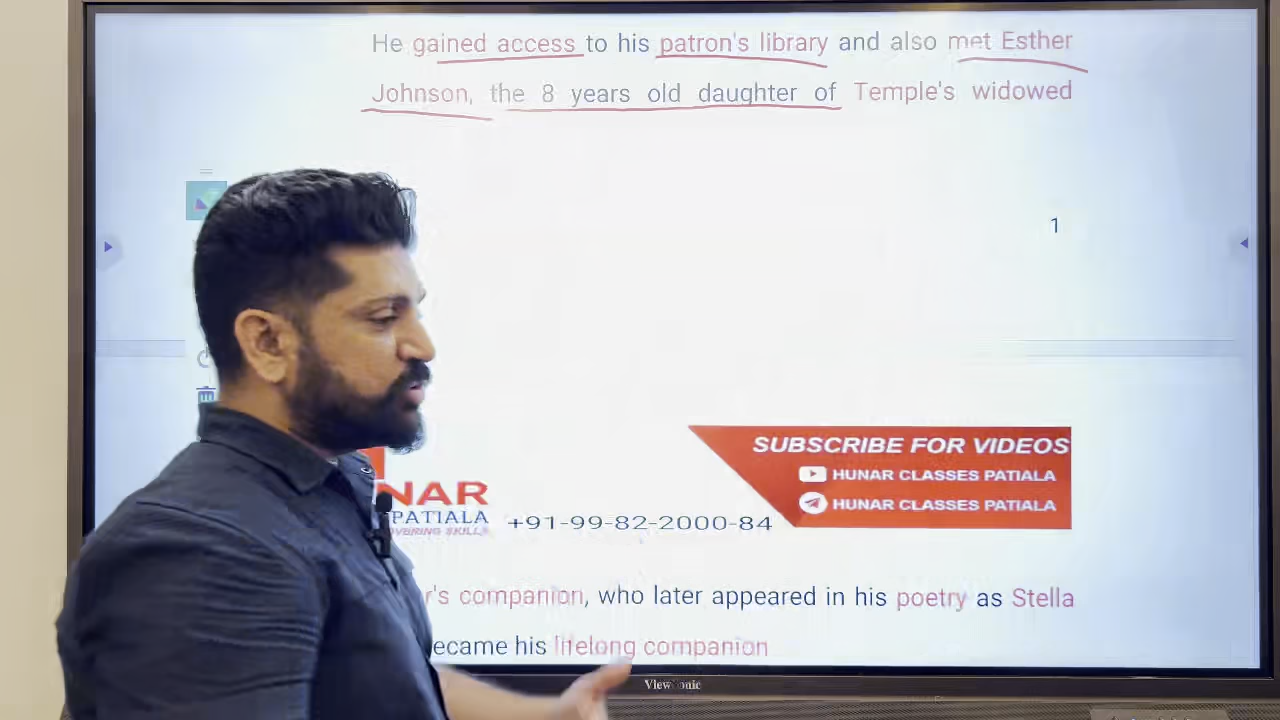 He gained access to his patron's library and also met Esther
Johnson, the 8 years old daughter of Temple's widowed
1
SUBSCRIBE FOR VIDEOS
HUNAR CLASSES PATIALA
HUNAR CLASSES PATIALA
NAR
PATIALA
OVERING SKILLS
+91-99-82-2000-84
r's companion, who later appeared in his poetry as Stella
ecame his lifelong companion
ViewSonic